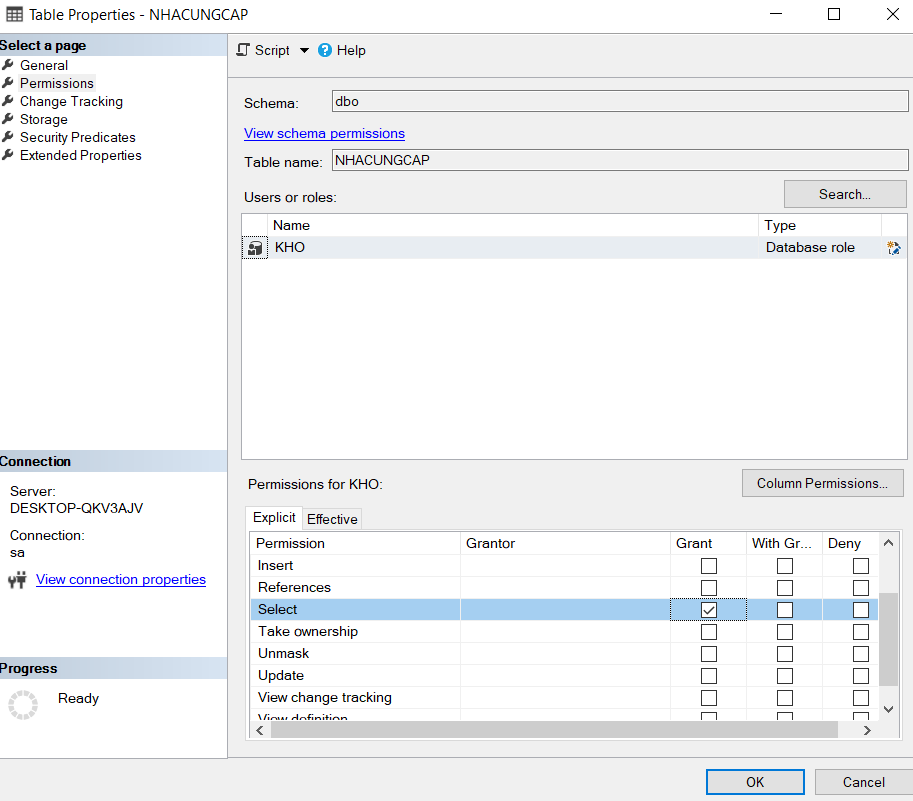 Table Properties - NHACUNGCAP
Select a page
General
Permissions
Change Tracking
Storage
Security Predicates
Extended Properties
Connection
Server:
DESKTOP-QKV3AJV
Connection:
sa
View connection properties
Progress
Ready
Script
Help
Schema:
dbo
View schema permissions
Table name:
NHACUNGCAP
Users or roles:
Search...
Name Type
KHO Database role
Permissions for KHO:
Column Permissions...
Explicit Effective
Permission Grantor Grant With Gr... Deny
Insert
References
Select
Take ownership
Unmask
Update
View change tracking
View definition
OK Cancel